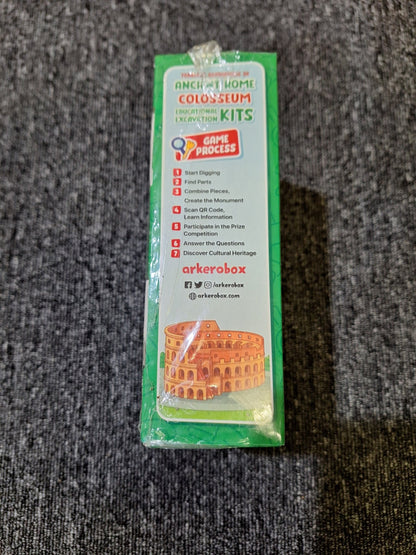 ANCIENT ROME
COLOSSEUM
EDUCATIONAL
EXCAVATION KITS
GAME
PROCESS
1 Start Digging
2 Find Parts
3 Combine Pieces,
Create the Monument
4 Scan QR Code,
Learn Information
5 Participate in the Prize
Competition
6 Answer the Questions
7 Discover Cultural Heritage
arkerobox
/arkerobox
arkerobox.com